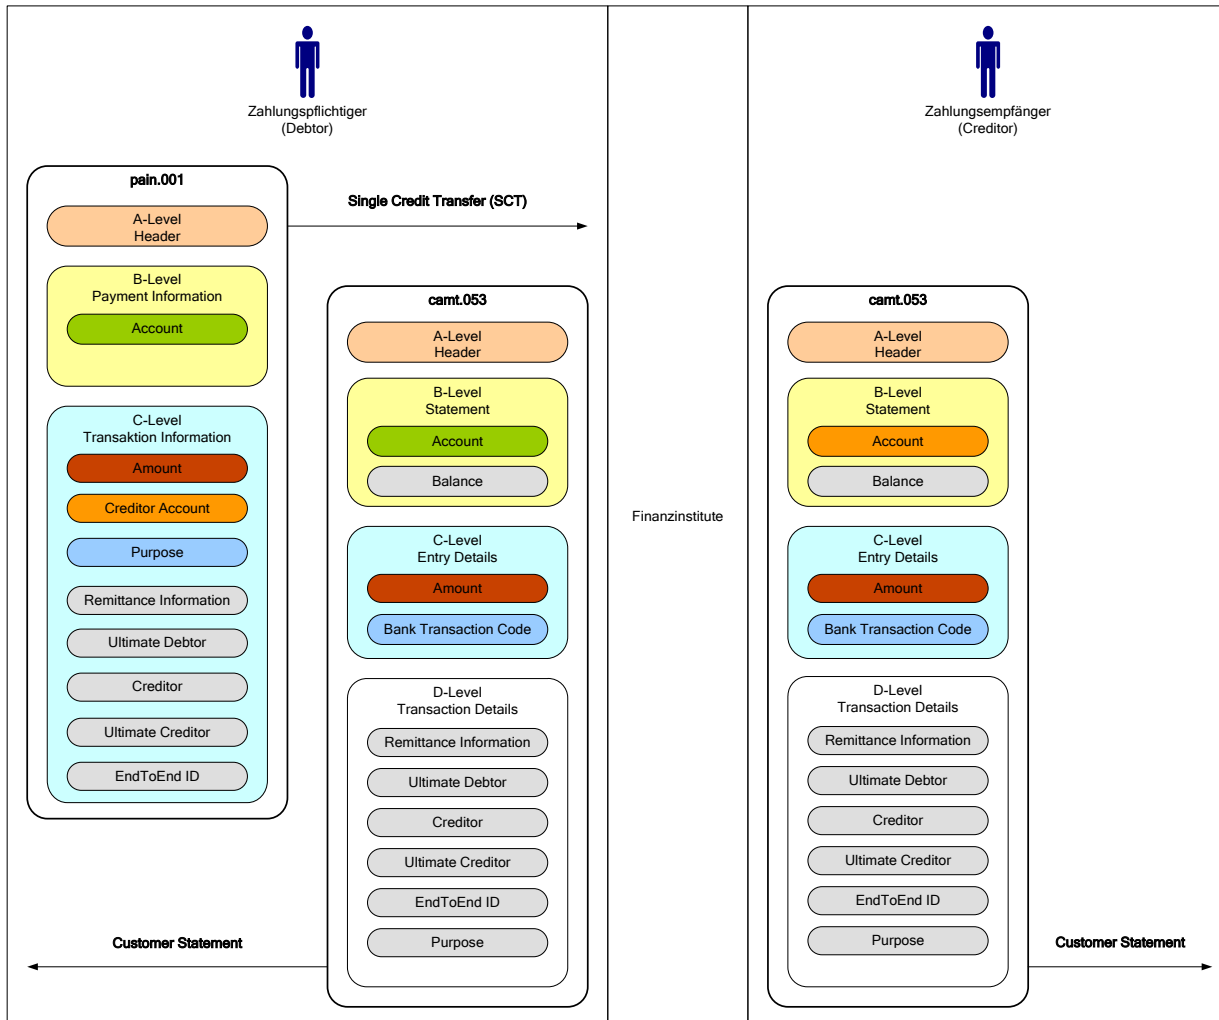 Zahlungspflichtiger
(Debtor)
Zahlungsempfänger
(Creditor)
pain.001
A-Level
Header
B-Level
Payment Information
Account
C-Level
Transaktion Information
Amount
Creditor Account
Purpose
Remittance Information
Ultimate Debtor
Creditor
Ultimate Creditor
EndToEnd ID
Single Credit Transfer (SCT)
camt.053
A-Level
Header
B-Level
Statement
Account
Balance
C-Level
Entry Details
Amount
Bank Transaction Code
D-Level
Transaction Details
Remittance Information
Ultimate Debtor
Creditor
Ultimate Creditor
EndToEnd ID
Purpose
Customer Statement
Finanzinstitute
camt.053
A-Level
Header
B-Level
Statement
Account
Balance
C-Level
Entry Details
Amount
Bank Transaction Code
D-Level
Transaction Details
Remittance Information
Ultimate Debtor
Creditor
Ultimate Creditor
EndToEnd ID
Purpose
Customer Statement